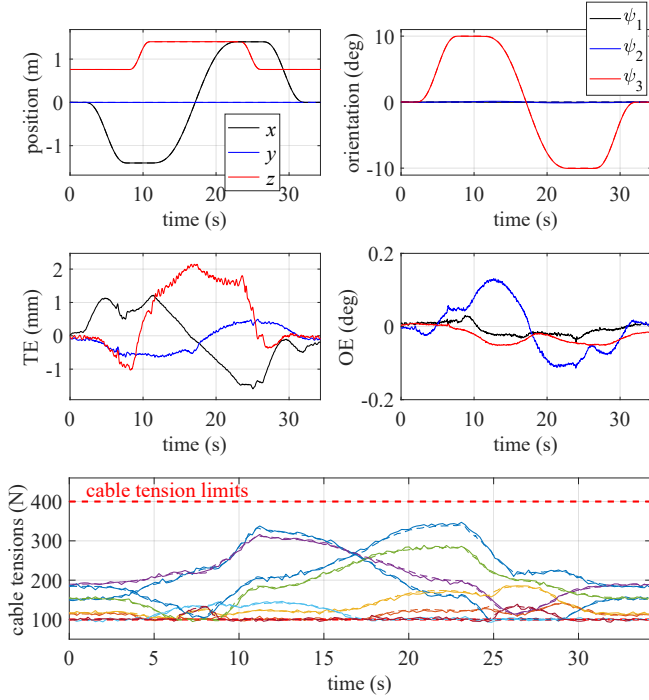 position (m)
1
0
-1
0
10
20
30
time (s)
x
y
z
orientation (deg)
10
0
-10
0
10
20
30
time (s)
ψ1
ψ2
ψ3
TE (mm)
2
1
0
-1
0
10
20
30
time (s)
OE (deg)
0.2
0
-0.2
0
10
20
30
time (s)
cable tensions (N)
cable tension limits
400
300
200
100
0
5
10
15
20
25
30
time (s)